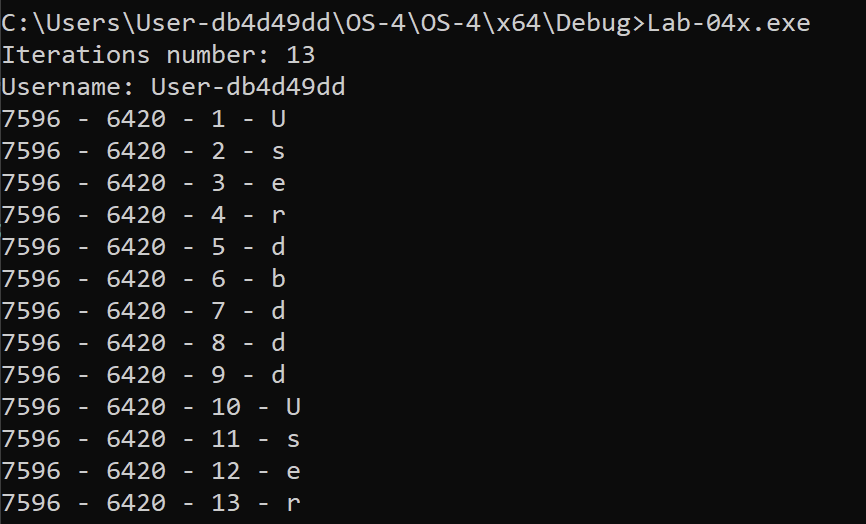 C:\Users\User-db4d49dd\OS-4\OS-4\x64\Debug>Lab-04x.exe
Iterations number: 13
Username: User-db4d49dd
7596 - 6420 - 1 - U
7596 - 6420 - 2 - s
7596 - 6420 - 3 - e
7596 - 6420 - 4 - r
7596 - 6420 - 5 - d
7596 - 6420 - 6 - b
7596 - 6420 - 7 - d
7596 - 6420 - 8 - d
7596 - 6420 - 9 - d
7596 - 6420 - 10 - U
7596 - 6420 - 11 - s
7596 - 6420 - 12 - e
7596 - 6420 - 13 - r